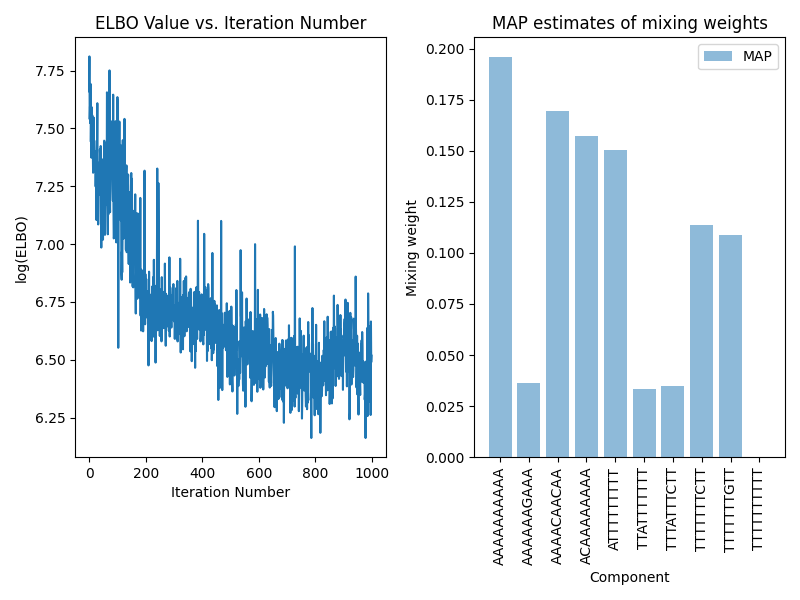 ELBO Value vs. Iteration Number
log(ELBO)
7.75
7.50
7.25
7.00
6.75
6.50
6.25
0
200
400
600
800
1000
Iteration Number
MAP estimates of mixing weights
MAP
Mixing weight
0.200
0.175
0.150
0.125
0.100
0.075
0.050
0.025
0.000
AAAAAAAAAA
AAAAAAGAAA
AAAACAACAA
ACAAAAAAAA
ATTTTTTTTT
TTATTTTTTT
TTTATTTCTT
TTTTTTTCTT
TTTTTTTGTT
TTTTTTTTTT
Component